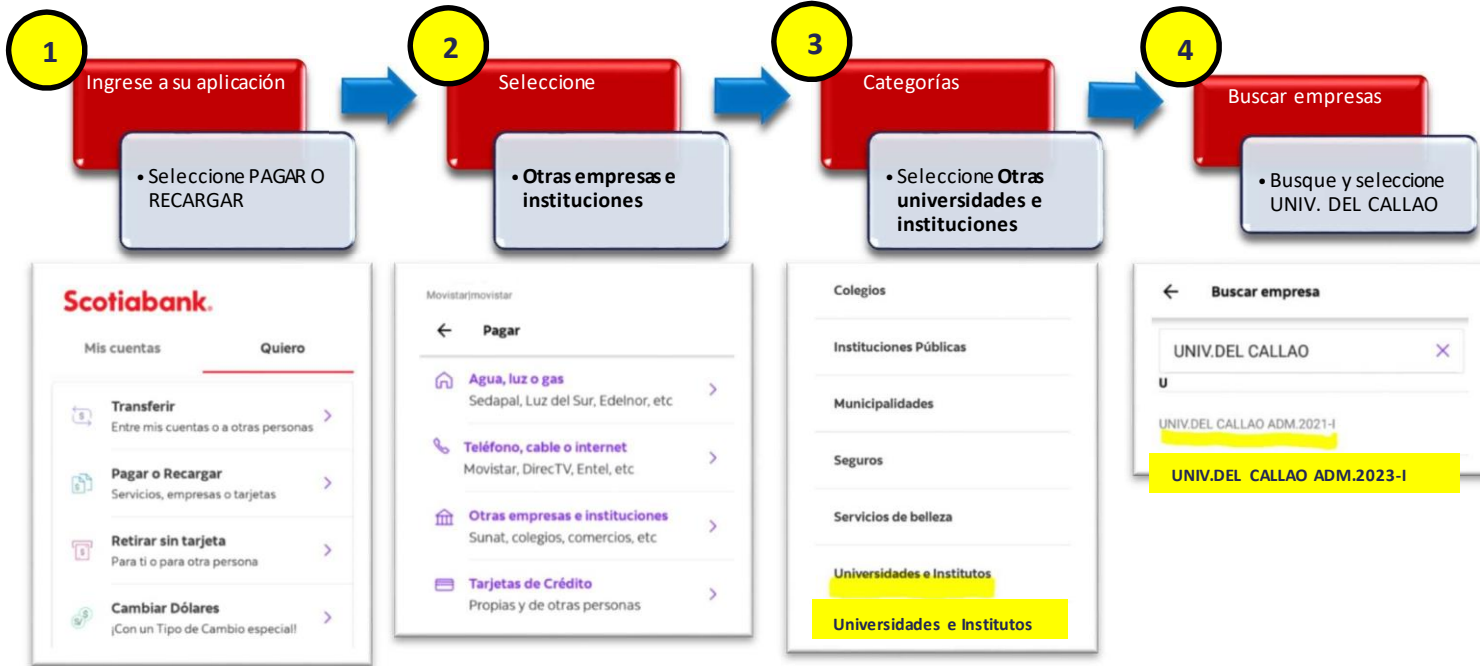 1
Ingrese a su aplicación
• Seleccione PAGAR O
RECARGAR
2
Seleccione
• Otras empresas e
instituciones
3
Categorías
• Seleccione Otras
universidades e
instituciones
4
Buscar empresas
• Busque y seleccione
UNIV. DEL CALLAO
Scotiabank.
Mis cuentas Quiero
Transferir
Entre mis cuentas o a otras personas
Pagar o Recargar
Servicios, empresas o tarjetas
Retirar sin tarjeta
Para ti o para otra persona
Cambiar Dólares
¡Con un Tipo de Cambio especial!
Movistar|movistar
← Pagar
Agua, luz o gas
Sedapal, Luz del Sur, Edelnor, etc
Teléfono, cable o internet
Movistar, DirecTV, Entel, etc
Otras empresas e instituciones
Sunat, colegios, comercios, etc
Tarjetas de Crédito
Propias y de otras personas
Colegios
Instituciones Públicas
Municipalidades
Seguros
Servicios de belleza
Universidades e Institutos
Universidades e Institutos
← Buscar empresa
UNIV.DEL CALLAO
U
UNIV.DEL CALLAO ADM.2021-I
UNIV.DEL CALLAO ADM.2023-I